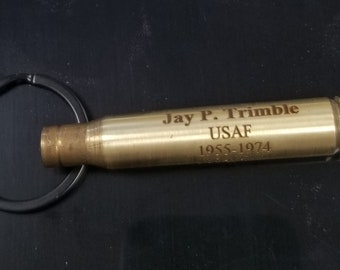 Jay P. Trimble
USAF
1955-1974